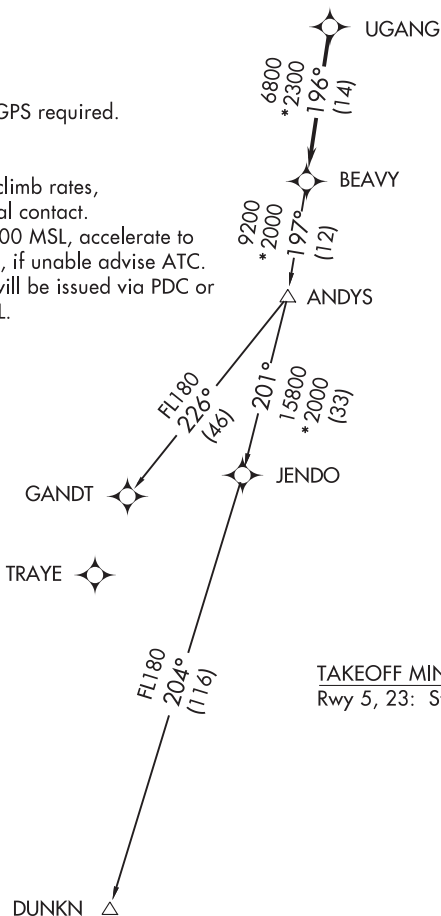 UGANG
6800
*2300
196°
(14)
GPS required.
BEAVY
climb rates,
al contact.
00 MSL, accelerate to
, if unable advise ATC.
will be issued via PDC or
L.
9200
*2000
197°
(12)
ANDYS
FL180
226°
(46)
201°
15800
*2000
(33)
GANDT
JENDO
TRAYE
FL180
204°
(116)
TAKEOFF MIN
Rwy 5, 23: S
DUNKN